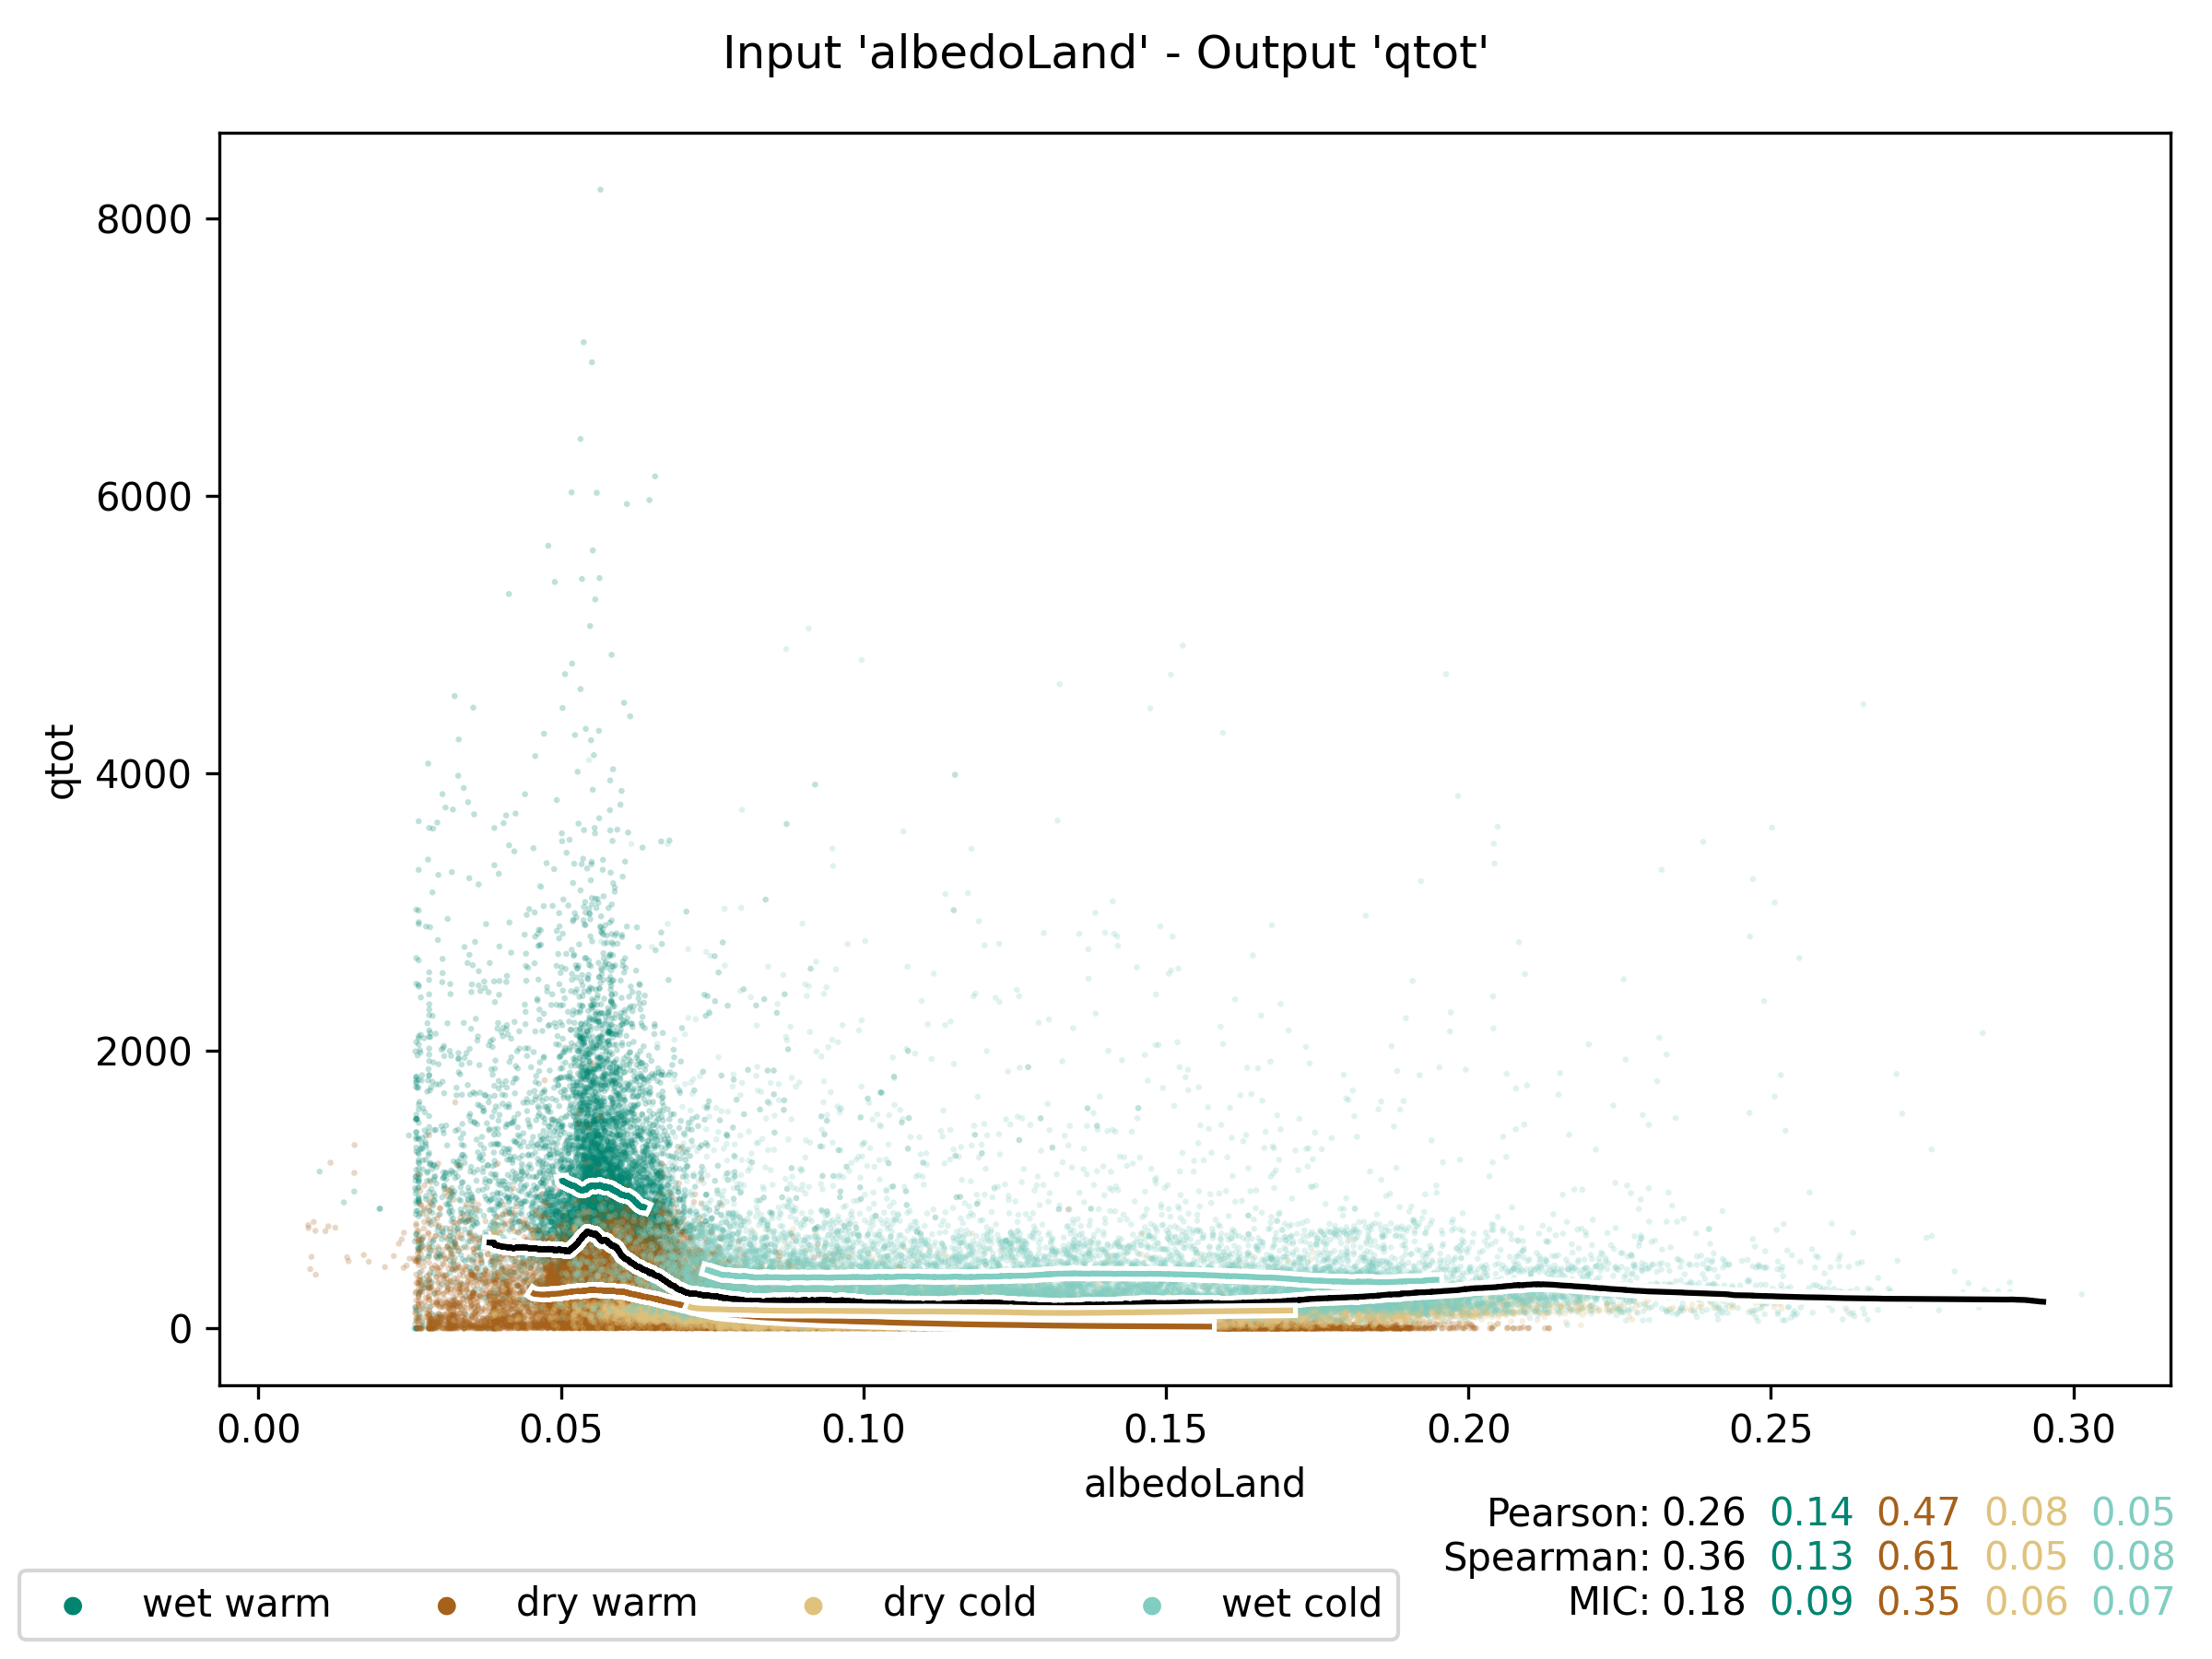 Input 'albedoLand' - Output 'qtot'
8000
6000
4000
2000
0
qtot
0.00 0.05 0.10 0.15 0.20 0.25 0.30
albedoLand
Pearson: 0.26 0.14 0.47 0.08 0.05
Spearman: 0.36 0.13 0.61 0.05 0.08
MIC: 0.18 0.09 0.35 0.06 0.07
wet warm dry warm dry cold wet cold